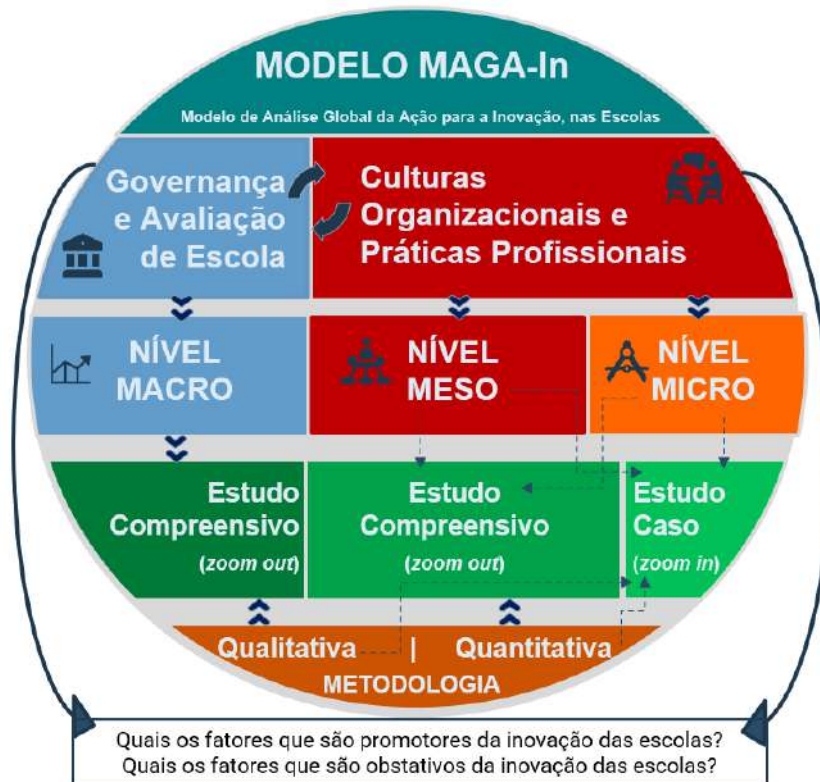 MODELO MAGA-In
Modelo de Análise Global da Ação para a Inovação, nas Escolas
Governança
e Avaliação
de Escola
Culturas
Organizacionais e
Práticas Profissionais
NÍVEL
MACRO
NÍVEL
MESO
NÍVEL
MICRO
Estudo
Compreensivo
(zoom out)
Estudo
Compreensivo
(zoom out)
Estudo
Caso
(zoom in)
Qualitativa | Quantitativa
METODOLOGIA
Quais os fatores que são promotores da inovação das escolas?
Quais os fatores que são obstativos da inovação das escolas?